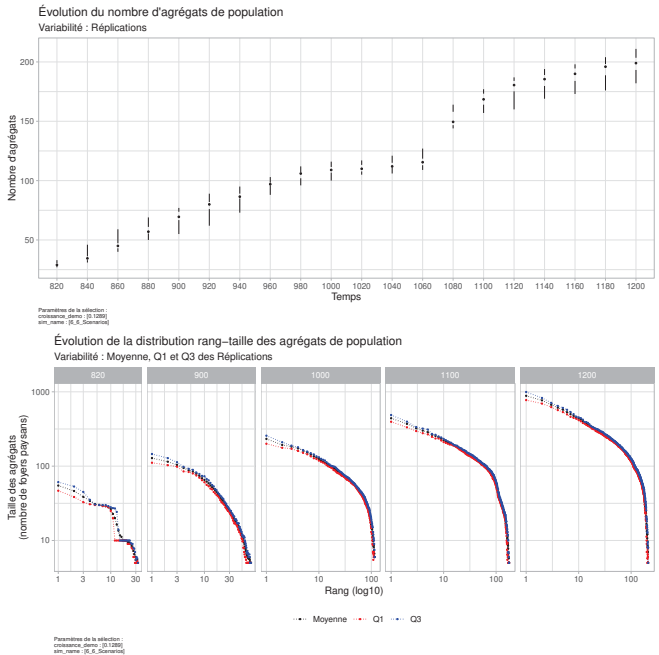 Évolution du nombre d'agrégats de population
Variabilité : Réplications
Nombre d'agrégats
200
150
100
50
820 840 860 880 900 920 940 960 980 1000 1020 1040 1060 1080 1100 1120 1140 1160 1180 1200
Temps
Paramètres de la sélection :
croissance_demo : [0.1289]
sim_name : [6_6_Scenarios]
Évolution de la distribution rang−taille des agrégats de population
Variabilité : Moyenne, Q1 et Q3 des Réplications
820 900 1000 1100 1200
Taille des agrégats
(nombre de foyers paysans)
1000
100
10
1 3 10 30 1 3 10 30 1 10 100 1 10 100 1 10 100
Rang (log10)
Moyenne Q1 Q3
Paramètres de la sélection :
croissance_demo : [0.1289]
sim_name : [6_6_Scenarios]